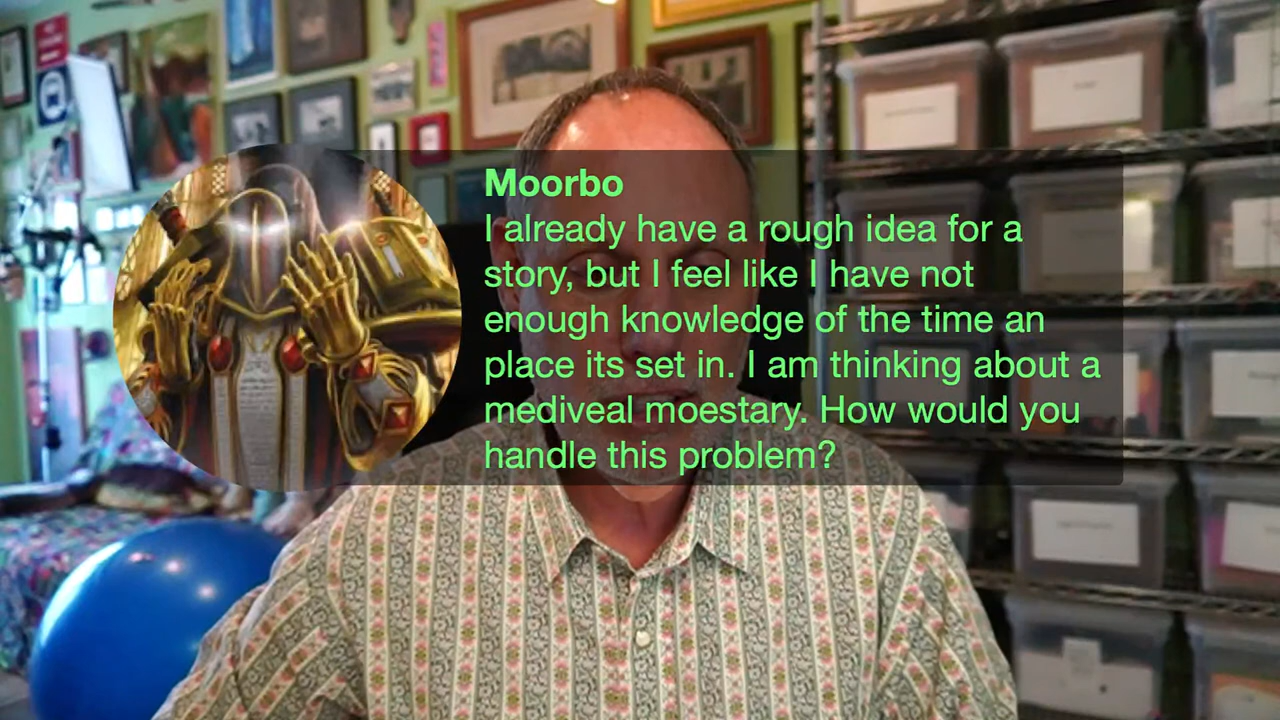 Moorbo
I already have a rough idea for a
story, but I feel like I have not
enough knowledge of the time an
place its set in. I am thinking about a
mediveal moestary. How would you
handle this problem?